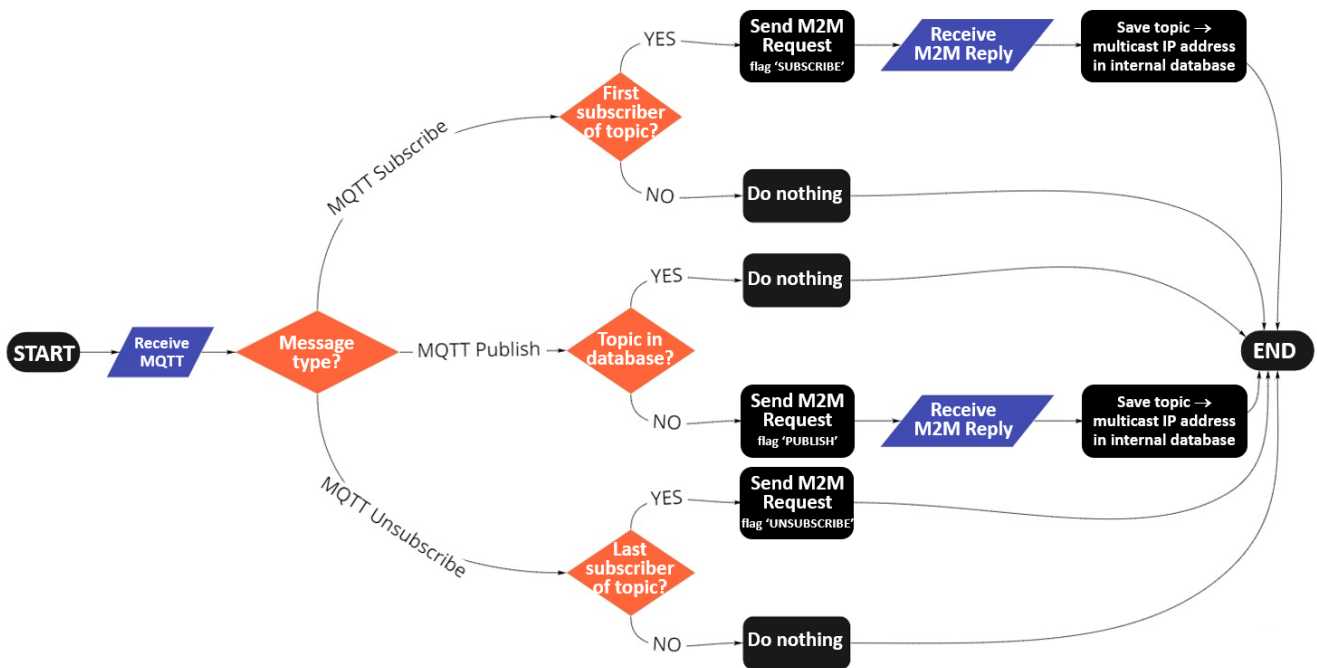 START
Receive
MQTT
Message
type?
MQTT Subscribe
First
subscriber
of topic?
YES
Send M2M
Request
flag ‘SUBSCRIBE’
Receive
M2M Reply
Save topic →
multicast IP address
in internal database
NO
Do nothing
MQTT Publish
Topic in
database?
YES
Do nothing
NO
Send M2M
Request
flag ‘PUBLISH’
Receive
M2M Reply
Save topic →
multicast IP address
in internal database
MQTT Unsubscribe
Last
subscriber
of topic?
YES
Send M2M
Request
flag ‘UNSUBSCRIBE’
NO
Do nothing
END